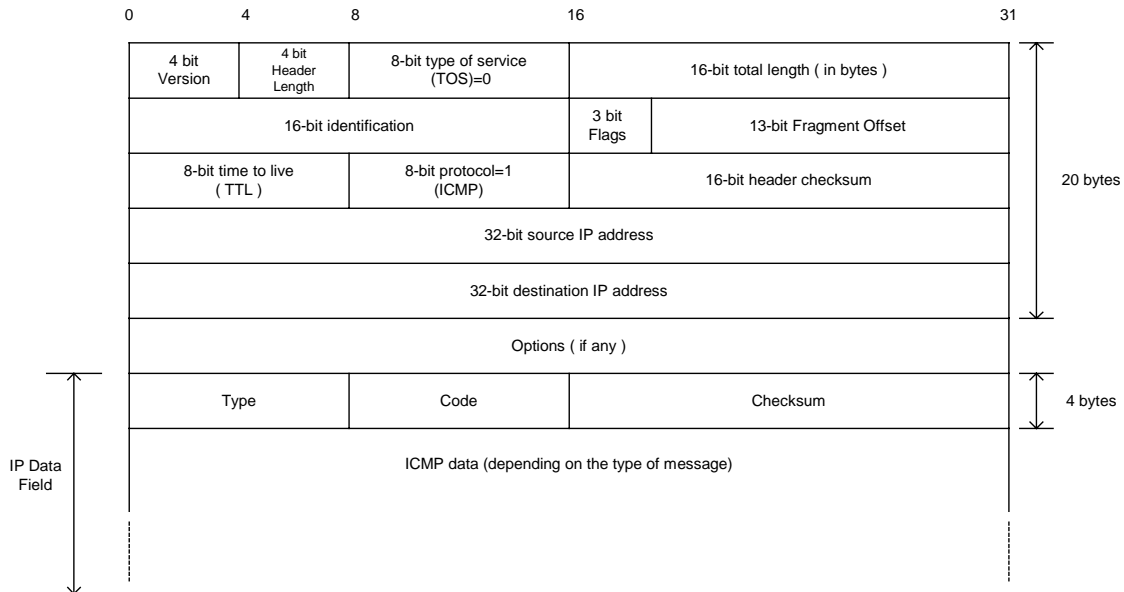 0 4 8 16 31
4 bit
Version
4 bit
Header
Length
8-bit type of service
(TOS)=0
16-bit total length ( in bytes )
16-bit identification
3 bit
Flags
13-bit Fragment Offset
8-bit time to live
( TTL )
8-bit protocol=1
(ICMP)
16-bit header checksum
20 bytes
32-bit source IP address
32-bit destination IP address
Options ( if any )
Type
Code
Checksum
4 bytes
IP Data
Field
ICMP data (depending on the type of message)